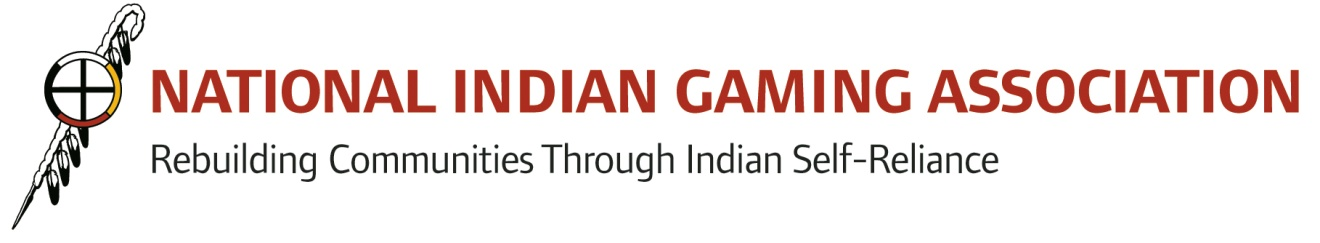 NATIONAL INDIAN GAMING ASSOCIATION
Rebuilding Communities Through Indian Self-Reliance